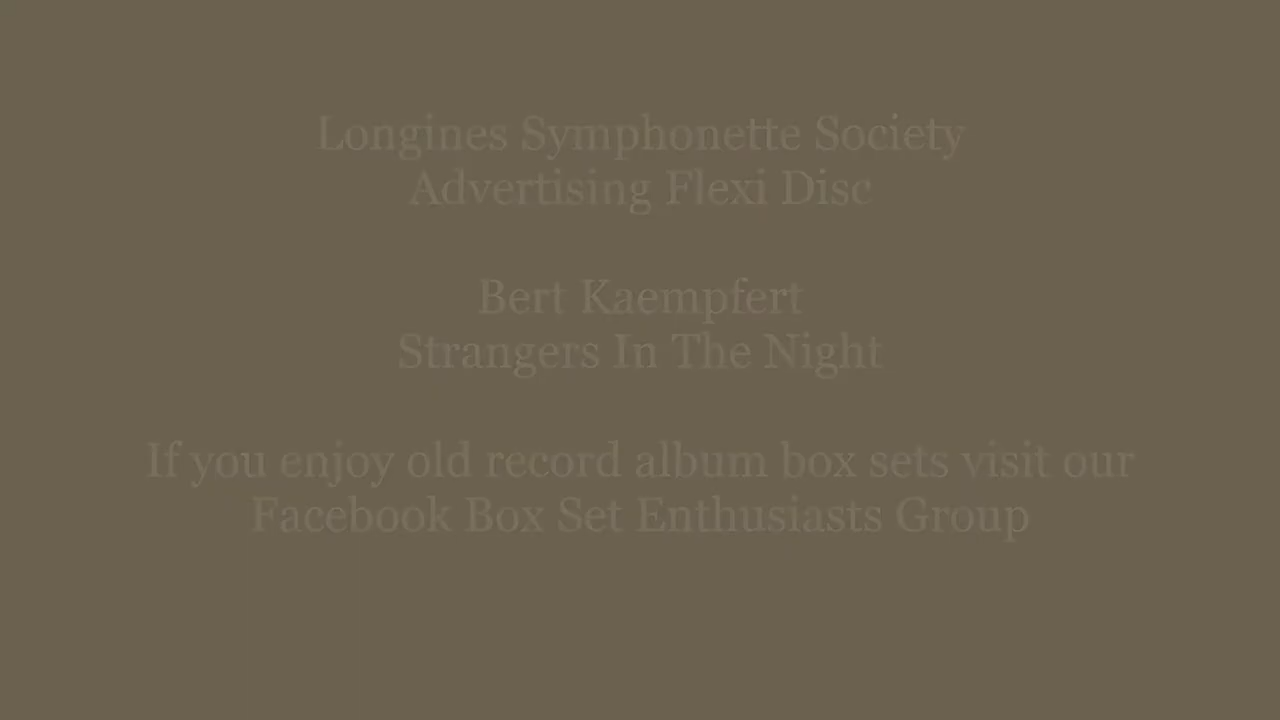 Longines Symphonette Society
Advertising Flexi Disc
Bert Kaempfert
Strangers In The Night
If you enjoy old record album box sets visit our
Facebook Box Set Enthusiasts Group